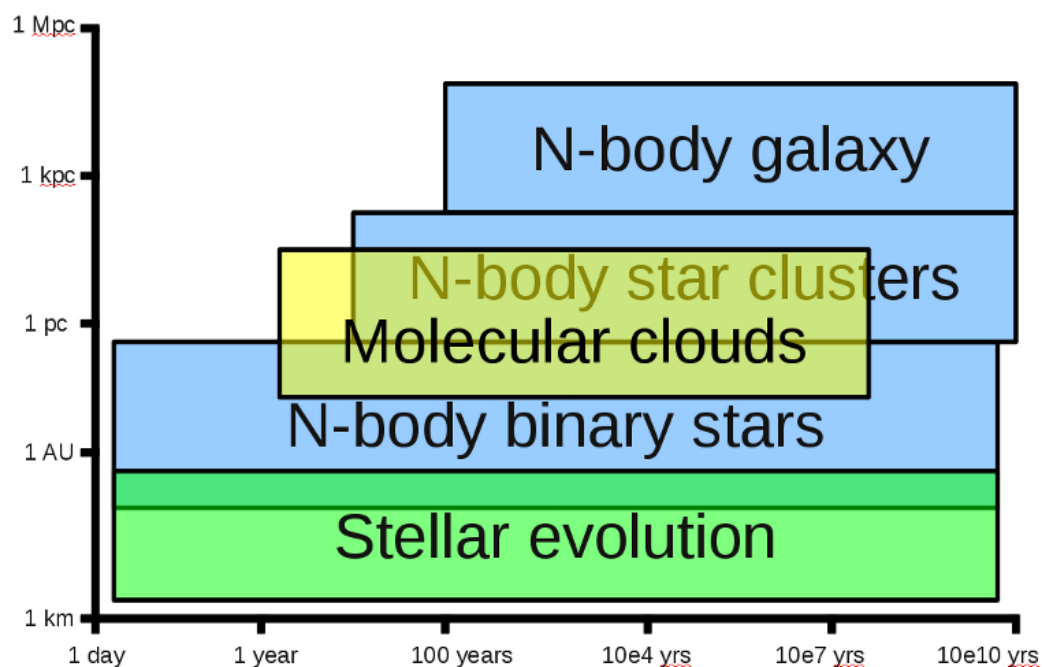 1 Mpc
N-body galaxy
1 kpc
N-body star clusters
1 pc
Molecular clouds
N-body binary stars
1 AU
Stellar evolution
1 km
1 day
1 year
100 years
10e4 yrs
10e7 yrs
10e10 yrs